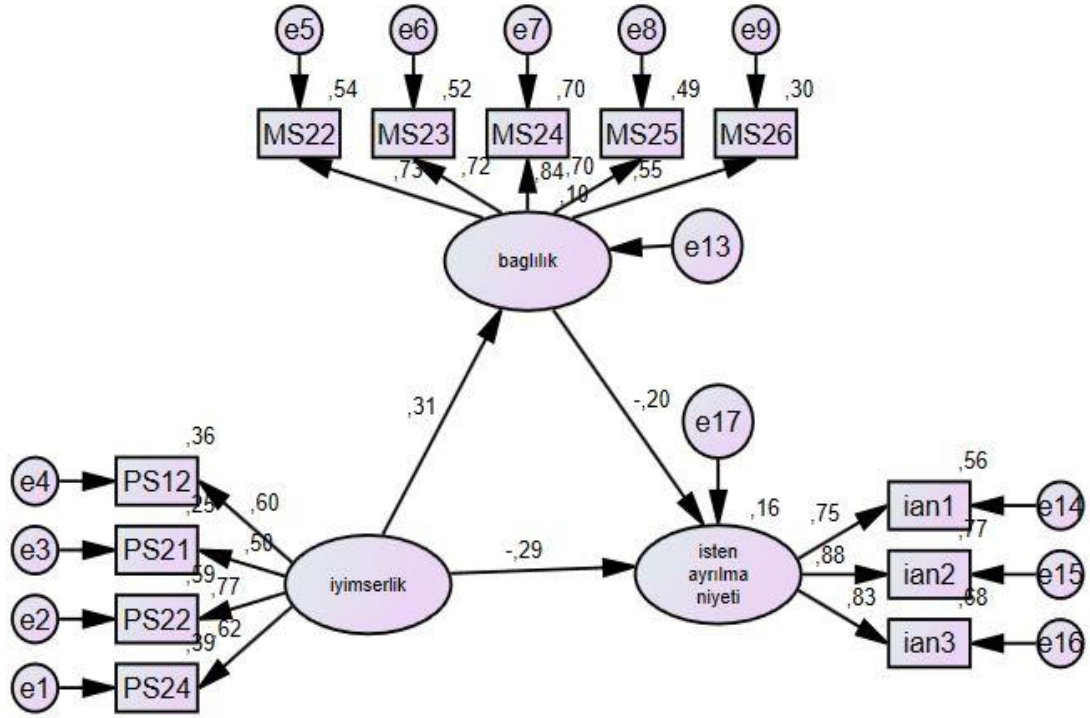 e5 e6 e7 e8 e9
,54 ,52 ,70 ,49 ,30
MS22 MS23 MS24 MS25 MS26
,73 ,72 ,84 ,70 ,55
,10
baglılık
e13
,31
-,20
e17
,36
e4 PS12
,60
,25
e3 PS21
,50
,59
e2 PS22
,77
,39
,62
e1 PS24
iyimserlik
-,29
,16
isten
ayrılma
niyeti
,75
,88
,83
,56
ian1 e14
,77
ian2 e15
,68
ian3 e16